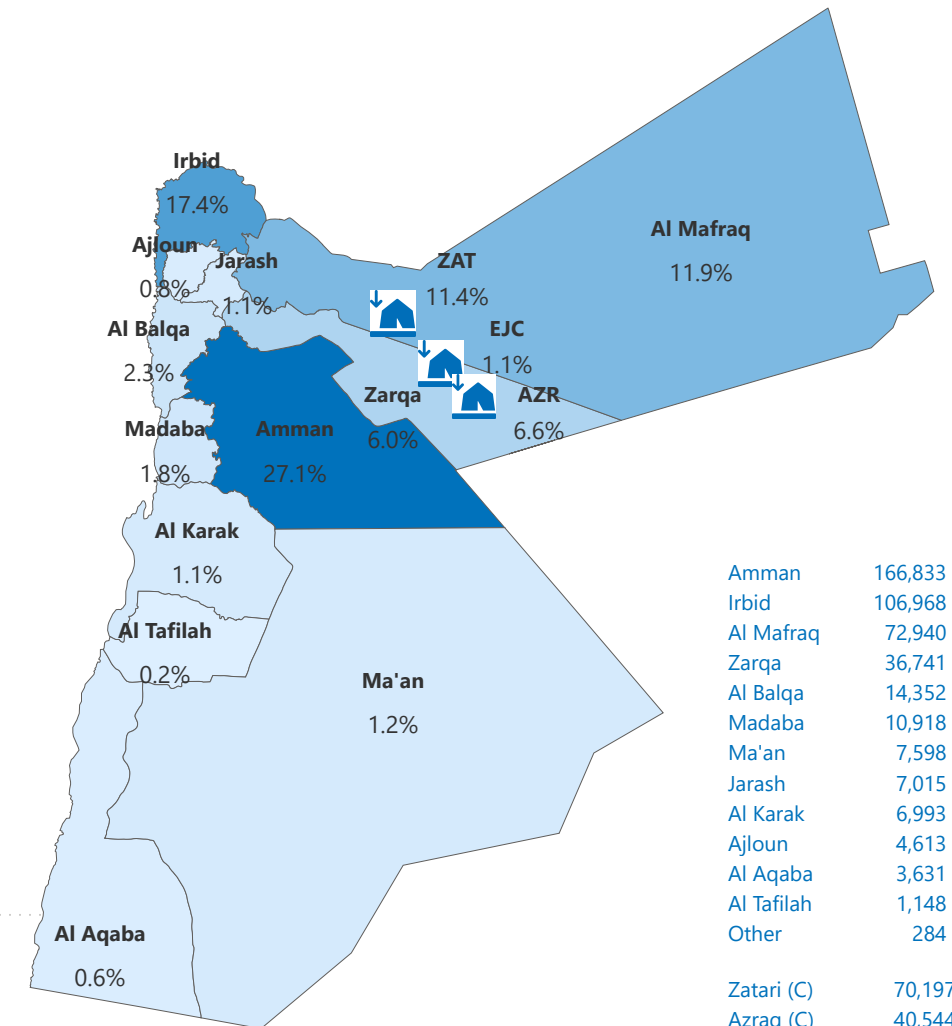 Irbid
17.4%
Ajloun
0.8%
Jarash
1.1%
ZAT
11.4%
Al Mafraq
11.9%
EJC
1.1%
Al Balqa
2.3%
Zarqa
6.0%
AZR
6.6%
Madaba
1.8%
Amman
27.1%
Al Karak
1.1%
Al Tafilah
0.2%
Ma'an
1.2%
Al Aqaba
0.6%
Amman 166,833
Irbid 106,968
Al Mafraq 72,940
Zarqa 36,741
Al Balqa 14,352
Madaba 10,918
Ma'an 7,598
Jarash 7,015
Al Karak 6,993
Ajloun 4,613
Al Aqaba 3,631
Al Tafilah 1,148
Other 284
Zatari (C) 70,197
Azraq (C) 40,544